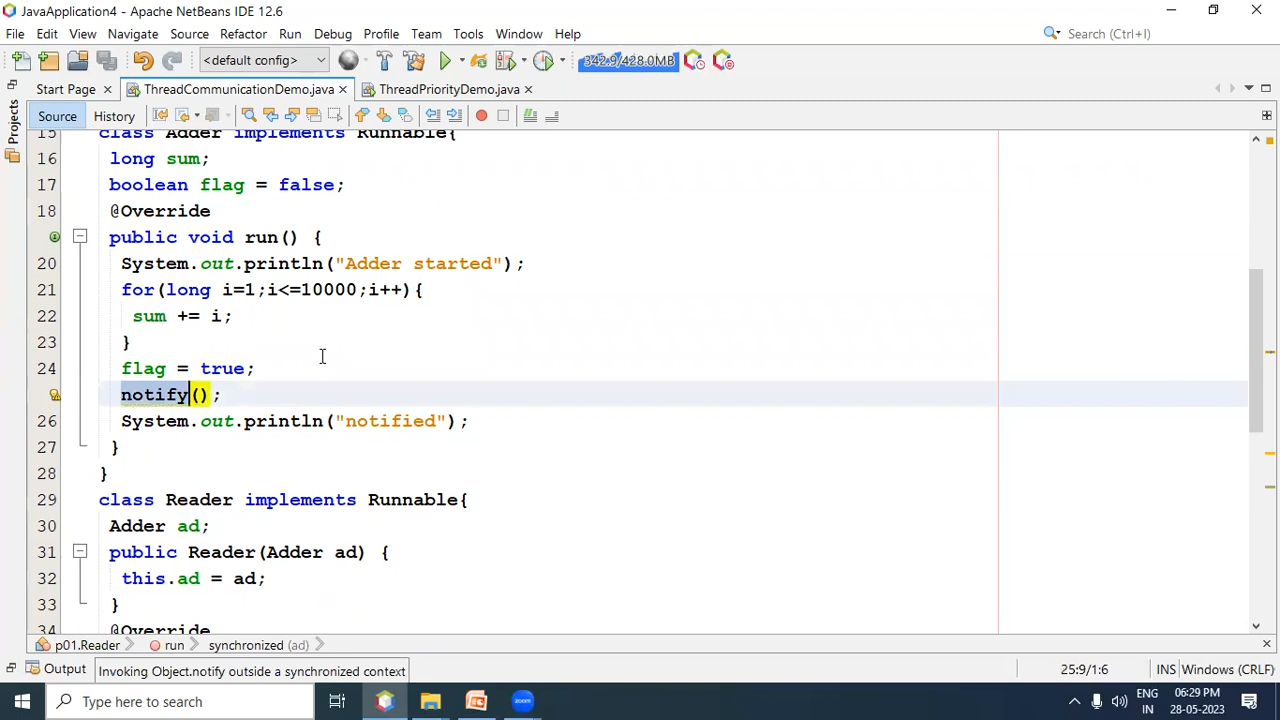 JavaApplication4 - Apache NetBeans IDE 12.6
File Edit View Navigate Source Refactor Run Debug Profile Team Tools Window Help
Search (Ctrl+I)
<default config>
342.9/428.0MB
Start Page ThreadCommunicationDemo.java ThreadPriorityDemo.java
Source History
Projects
15 class Adder implements Runnable{
16 long sum;
17 boolean flag = false;
18 @Override
public void run() {
20 System.out.println("Adder started");
21 for(long i=1;i<=10000;i++){
22 sum += i;
23 }
24 flag = true;
notify();
26 System.out.println("notified");
27 }
28 }
29 class Reader implements Runnable{
30 Adder ad;
31 public Reader(Adder ad) {
32 this.ad = ad;
33 }
34 @Override
p01.Reader run synchronized (ad)
Output Invoking Object.notify outside a synchronized context 25:9/1:6 INS Windows (CRLF)
Type here to search
ENG
IN
06:29 PM
28-05-2023
zoom